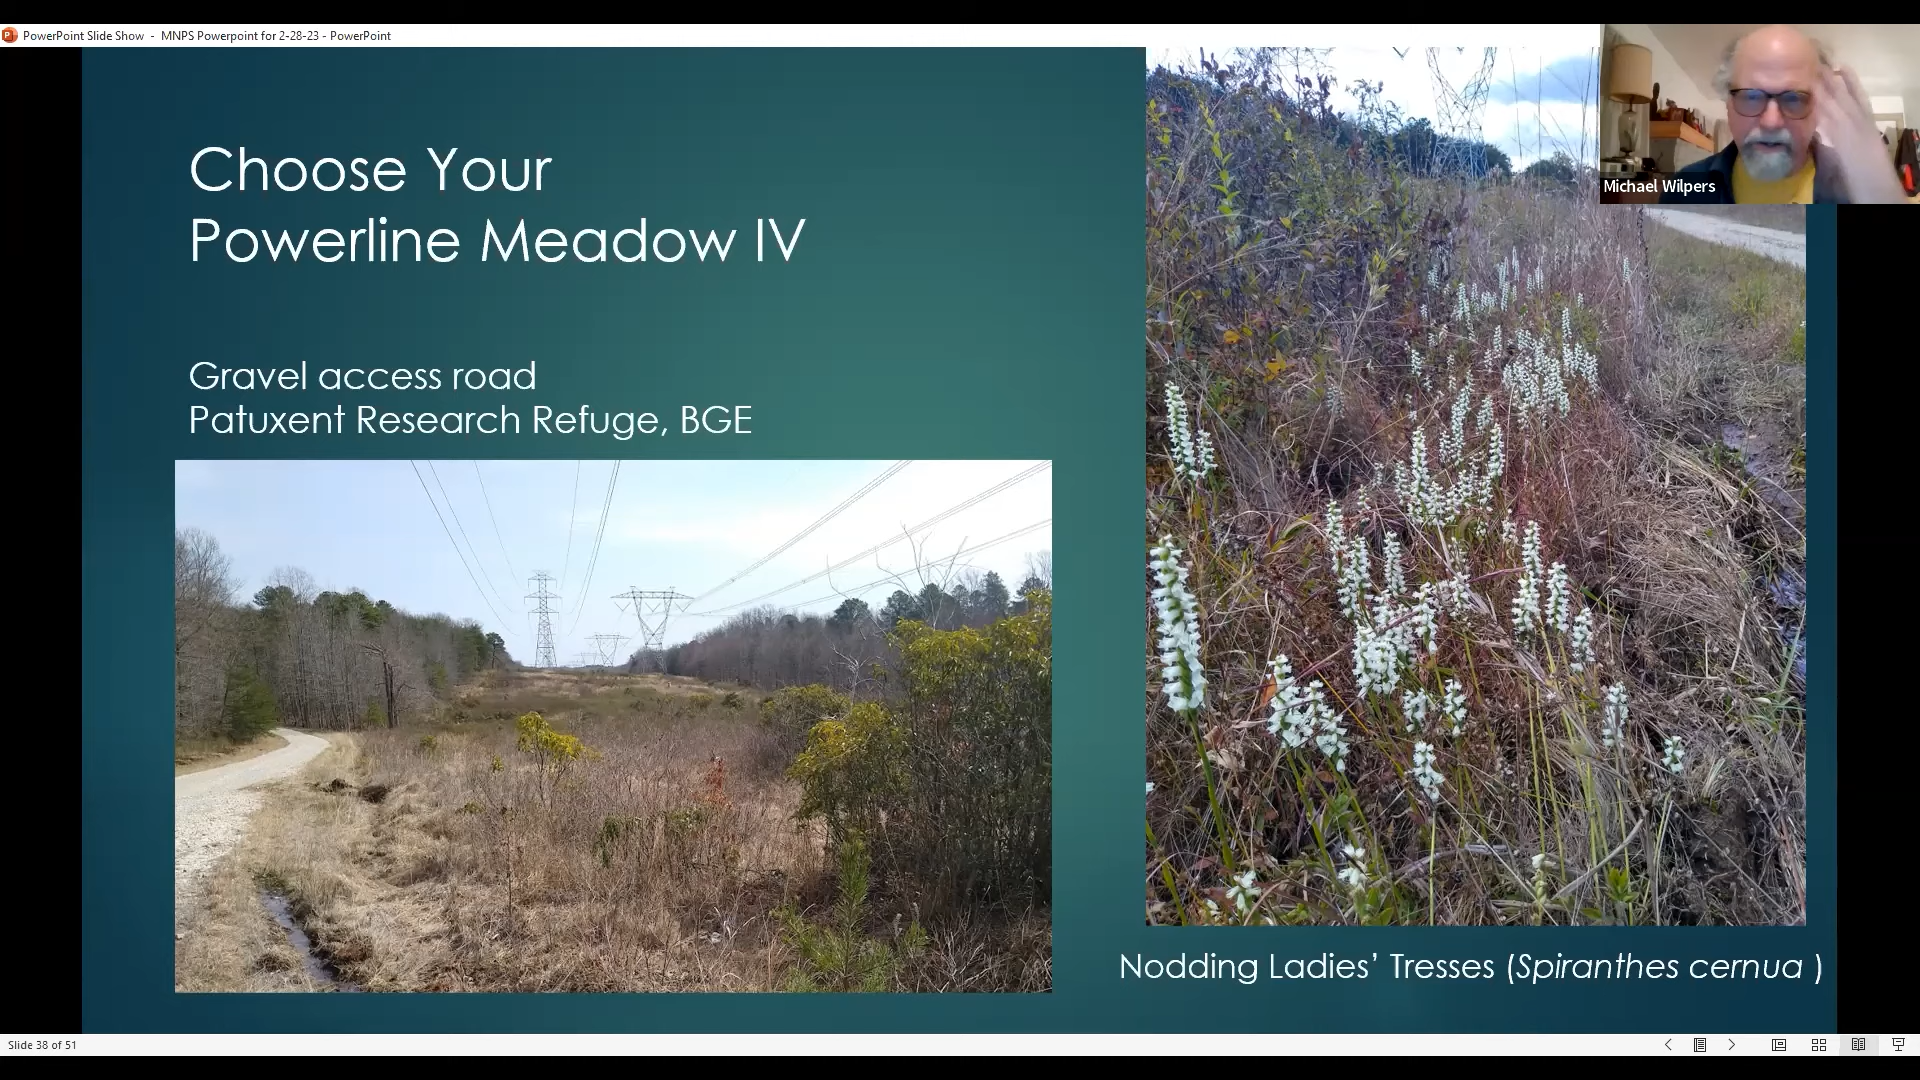 PowerPoint Slide Show - MNPS Powerpoint for 2-28-23 - PowerPoint
Michael Wilpers
Choose Your
Powerline Meadow IV
Gravel access road
Patuxent Research Refuge, BGE
Nodding Ladies’ Tresses (Spiranthes cernua )
Slide 38 of 51